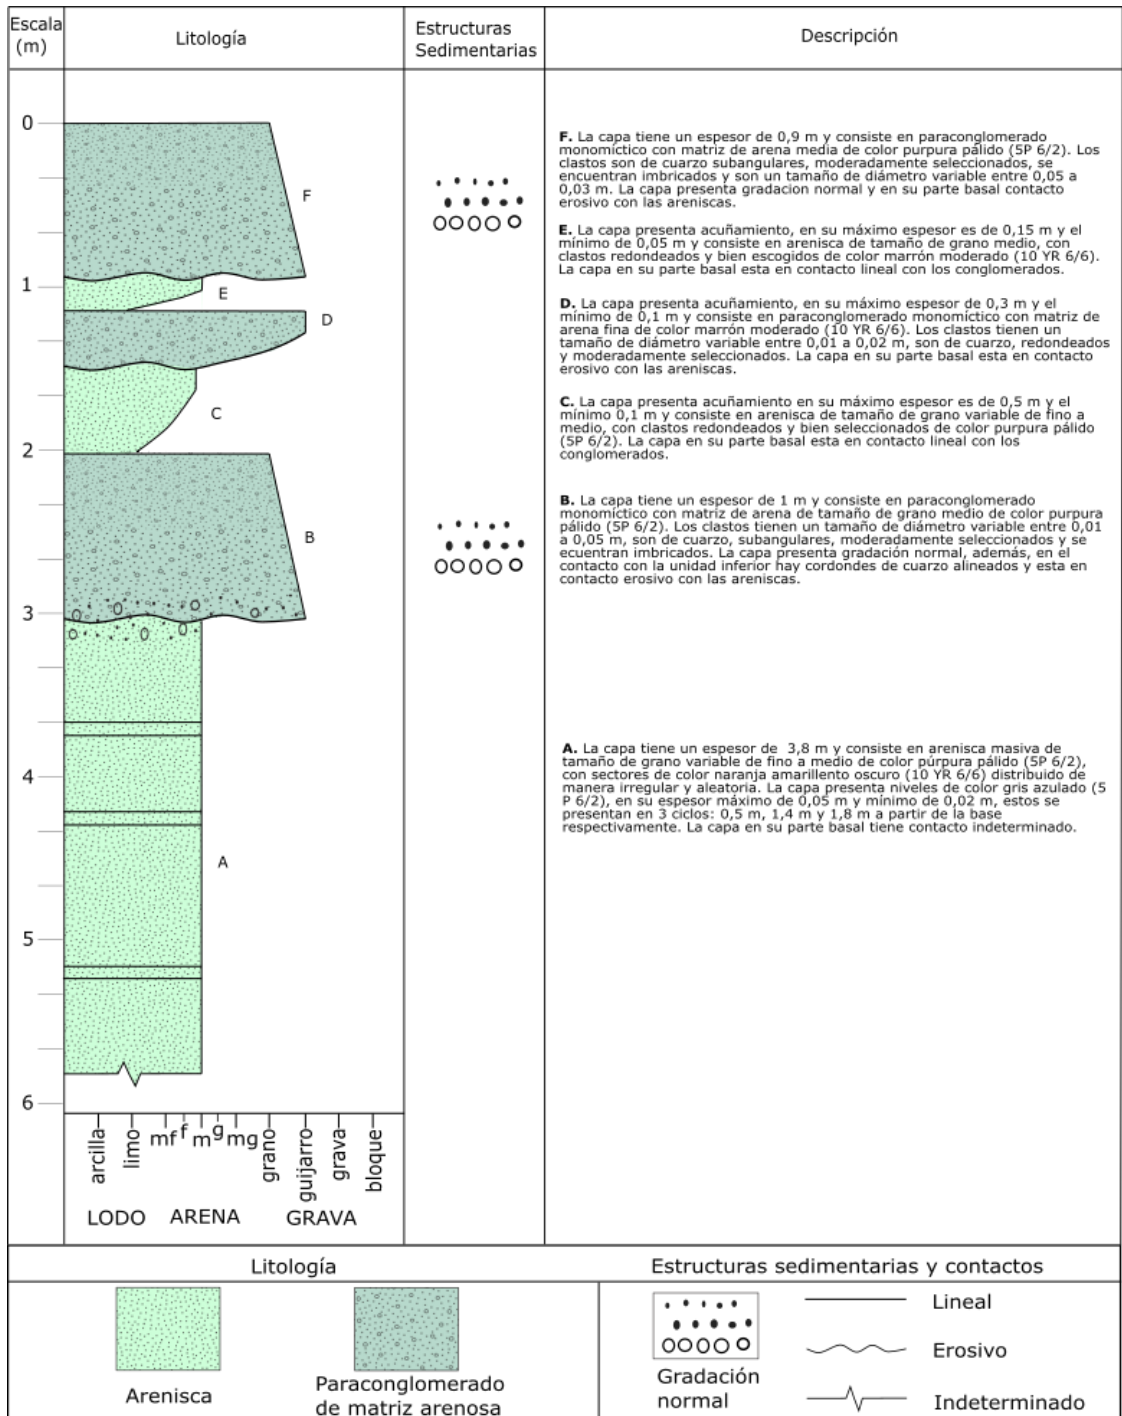 Escala
(m)
Litología
Estructuras
Sedimentarias
Descripción
0
1
2
3
4
5
6
F
E
D
C
B
A
F. La capa tiene un espesor de 0,9 m y consiste en paraconglomerado
monomíctico con matriz de arena media de color purpura pálido (5P 6/2). Los
clastos son de cuarzo subangulares, moderadamente seleccionados, se
encuentran imbricados y son un tamaño de diámetro variable entre 0,05 a
0,03 m. La capa presenta gradacion normal y en su parte basal contacto
erosivo con las areniscas.
E. La capa presenta acuñamiento, en su máximo espesor es de 0,15 m y el
mínimo de 0,05 m y consiste en arenisca de tamaño de grano medio, con
clastos redondeados y bien escogidos de color marrón moderado (10 YR 6/6).
La capa en su parte basal esta en contacto lineal con los conglomerados.
D. La capa presenta acuñamiento, en su máximo espesor de 0,3 m y el
mínimo de 0,1 m y consiste en paraconglomerado monomíctico con matriz de
arena fina de color marrón moderado (10 YR 6/6). Los clastos tienen un
tamaño de diámetro variable entre 0,01 a 0,02 m, son de cuarzo, redondeados
y moderadamente seleccionados. La capa en su parte basal esta en contacto
erosivo con las areniscas.
C. La capa presenta acuñamiento en su máximo espesor es de 0,5 m y el
mínimo 0,1 m y consiste en arenisca de tamaño de grano variable de fino a
medio, con clastos redondeados y bien seleccionados de color purpura pálido
(5P 6/2). La capa en su parte basal esta en contacto lineal con los
conglomerados.
B. La capa tiene un espesor de 1 m y consiste en paraconglomerado
monomíctico con matriz de arena de tamaño de grano medio de color purpura
pálido (5P 6/2). Los clastos tienen un tamaño de diámetro variable entre 0,01
a 0,05 m, son de cuarzo, subangulares, moderadamente seleccionados y se
ecuentran imbricados. La capa presenta gradación normal, además, en el
contacto con la unidad inferior hay cordondes de cuarzo alineados y esta en
contacto erosivo con las areniscas.
A. La capa tiene un espesor de 3,8 m y consiste en arenisca masiva de
tamaño de grano variable de fino a medio de color púrpura pálido (5P 6/2),
con sectores de color naranja amarillento oscuro (10 YR 6/6) distribuido de
manera irregular y aleatoria. La capa presenta niveles de color gris azulado (5
P 6/2), en su espesor máximo de 0,05 m y mínimo de 0,02 m, estos se
presentan en 3 ciclos: 0,5 m, 1,4 m y 1,8 m a partir de la base
respectivamente. La capa en su parte basal tiene contacto indeterminado.
arcilla
limo
mf
f
m
g
mg
grano
guijarro
grava
bloque
LODO ARENA GRAVA
Litología
Arenisca
Paraconglomerado
de matriz arenosa
Estructuras sedimentarias y contactos
Gradación
normal
Lineal
Erosivo
Indeterminado